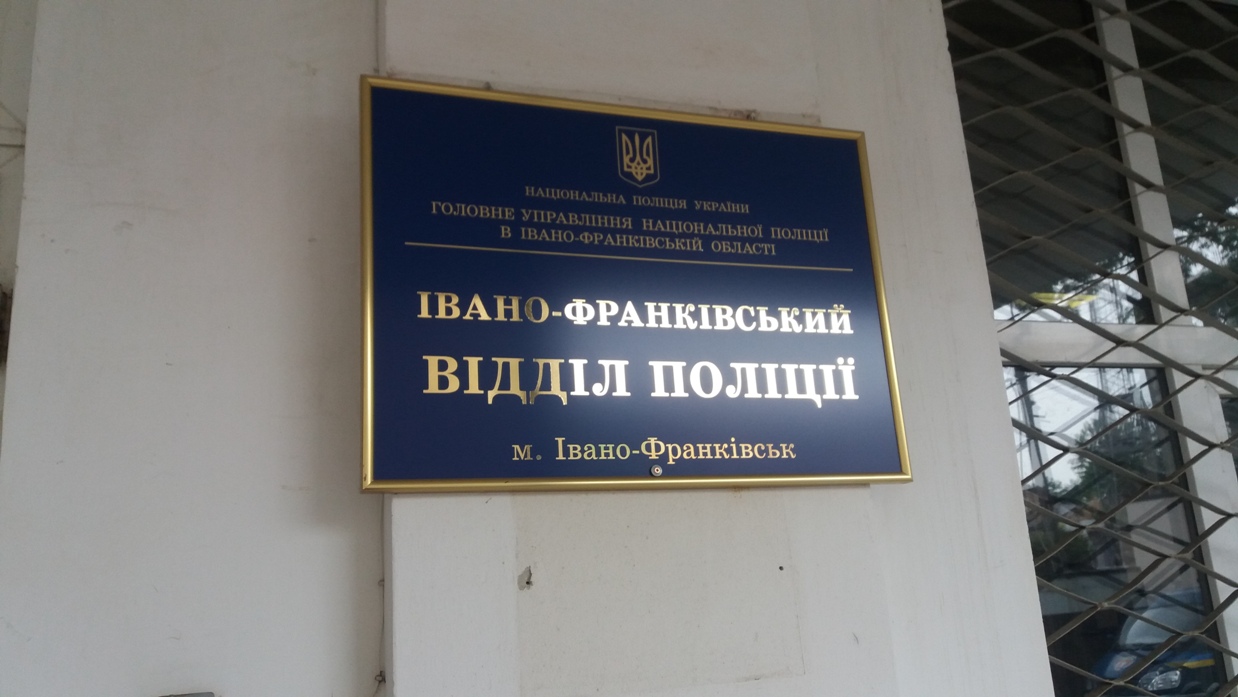 НАЦІОНАЛЬНА ПОЛІЦІЯ УКРАЇНИ
ГОЛОВНЕ УПРАВЛІННЯ НАЦІОНАЛЬНОЇ ПОЛІЦІЇ
В ІВАНО-ФРАНКІВСЬКІЙ ОБЛАСТІ
ІВАНО-ФРАНКІВСЬКИЙ
ВІДДІЛ ПОЛІЦІЇ
м. Івано-Франківськ